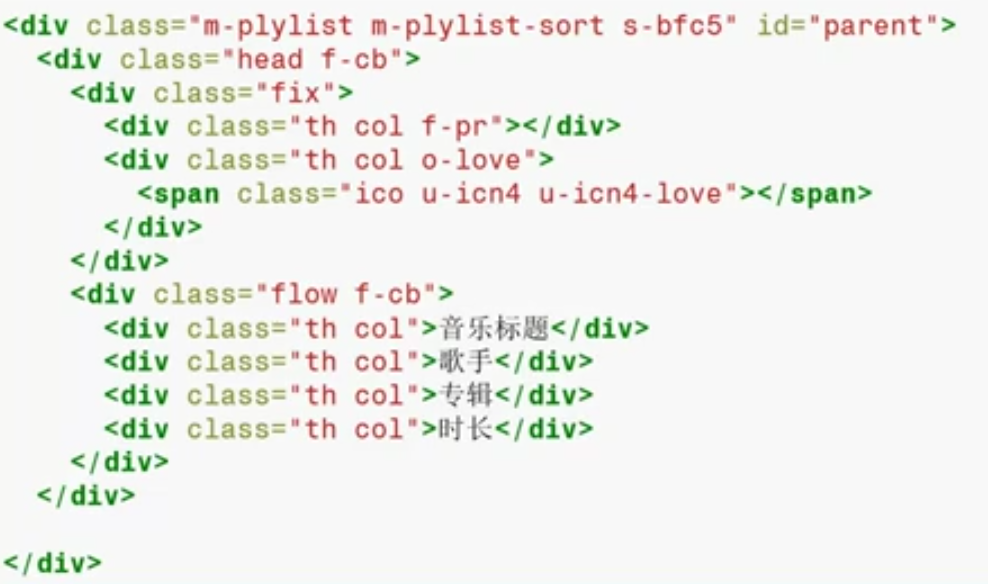 <div class="m-plylist m-plylist-sort s-bfc5" id="parent">
  <div class="head f-cb">
    <div class="fix">
      <div class="th col f-pr"></div>
      <div class="th col o-love">
        <span class="ico u-icn4 u-icn4-love"></span>
      </div>
    </div>
    <div class="flow f-cb">
      <div class="th col">音乐标题</div>
      <div class="th col">歌手</div>
      <div class="th col">专辑</div>
      <div class="th col">时长</div>
    </div>
  </div>

</div>